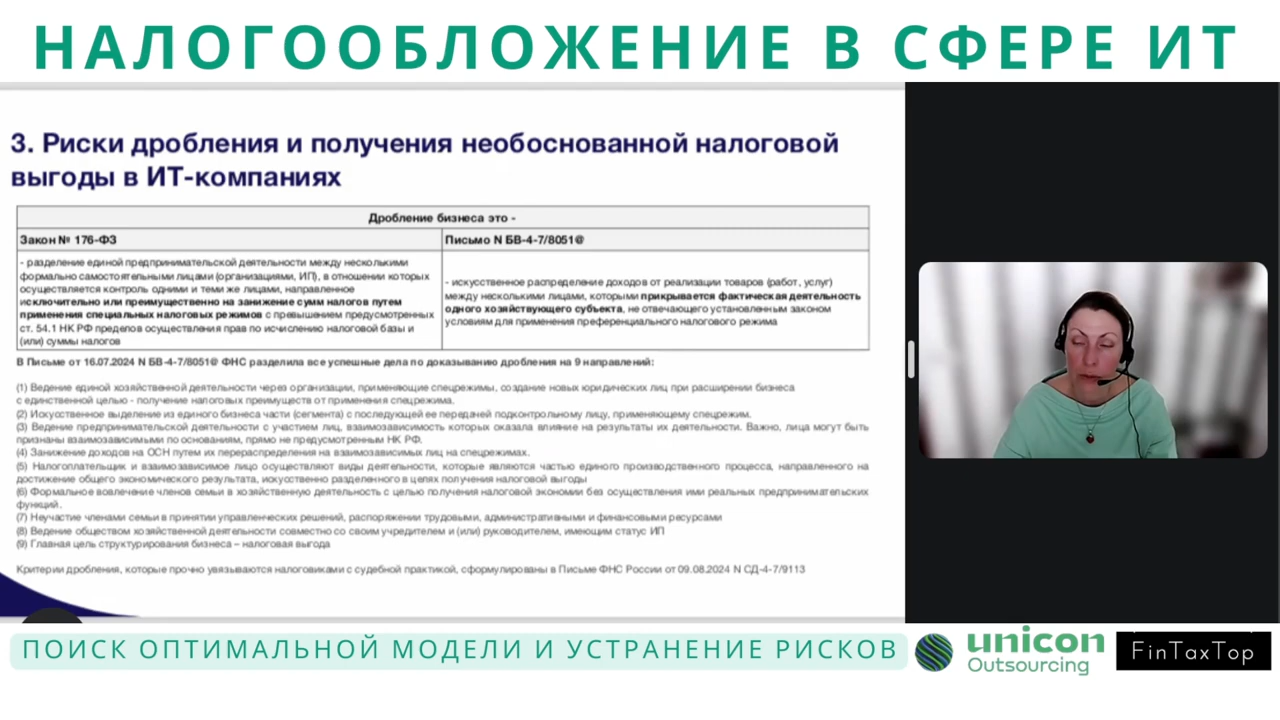 НАЛОГООБЛОЖЕНИЕ В СФЕРЕ ИТ
3. Риски дробления и получения необоснованной налоговой
выгоды в ИТ-компаниях
Дробление бизнеса это -
Закон № 176-ФЗ
Письмо N БВ-4-7/8051@
- разделение единой предпринимательской деятельности между несколькими
формально самостоятельными лицами (организациями, ИП), в отношении которых
осуществляется контроль одними и теми же лицами, направленное
исключительно или преимущественно на занижение сумм налогов путем
применения специальных налоговых режимов с превышением предусмотренных
ст. 54.1 НК РФ пределов осуществления прав по исчислению налоговой базы и
(или) суммы налогов
- искусственное распределение доходов от реализации товаров (работ, услуг)
между несколькими лицами, которыми прикрывается фактическая деятельность
одного хозяйствующего субъекта, не отвечающего установленным законом
условиям для применения преференциального налогового режима
В Письме от 16.07.2024 N БВ-4-7/8051@ ФНС разделила все успешные дела по доказыванию дробления на 9 направлений:
(1) Ведение единой хозяйственной деятельности через организации, применяющие спецрежимы, создание новых юридических лиц при расширении бизнеса
с единственной целью - получение налоговых преимуществ от применения спецрежима.
(2) Искусственное выделение из единого бизнеса части (сегмента) с последующей ее передачей подконтрольному лицу, применяющему спецрежим.
(3) Ведение предпринимательской деятельности с участием лиц, взаимозависимость которых оказала влияние на результаты их деятельности. Важно, лица могут быть
признаны взаимозависимыми по основаниям, прямо не предусмотренным НК РФ.
(4) Занижение доходов на ОСН путем их перераспределения на взаимозависимых лиц на спецрежимах.
(5) Налогоплательщик и взаимозависимое лицо осуществляют виды деятельности, которые являются частью единого производственного процесса, направленного на
достижение общего экономического результата, искусственно разделенного в целях получения налоговой выгоды
(6) Формальное вовлечение членов семьи в хозяйственную деятельность с целью получения налоговой экономии без осуществления ими реальных предпринимательских
функций.
(7) Неучастие членами семьи в принятии управленческих решений, распоряжении трудовыми, административными и финансовыми ресурсами
(8) Ведение обществом хозяйственной деятельности совместно со своим учредителем и (или) руководителем, имеющим статус ИП
(9) Главная цель структурирования бизнеса – налоговая выгода
Критерии дробления, которые прочно увязываются налоговиками с судебной практикой, сформулированы в Письме ФНС России от 09.08.2024 N СД-4-7/9113
ПОИСК ОПТИМАЛЬНОЙ МОДЕЛИ И УСТРАНЕНИЕ РИСКОВ
unicon
Outsourcing
FinTaxTop